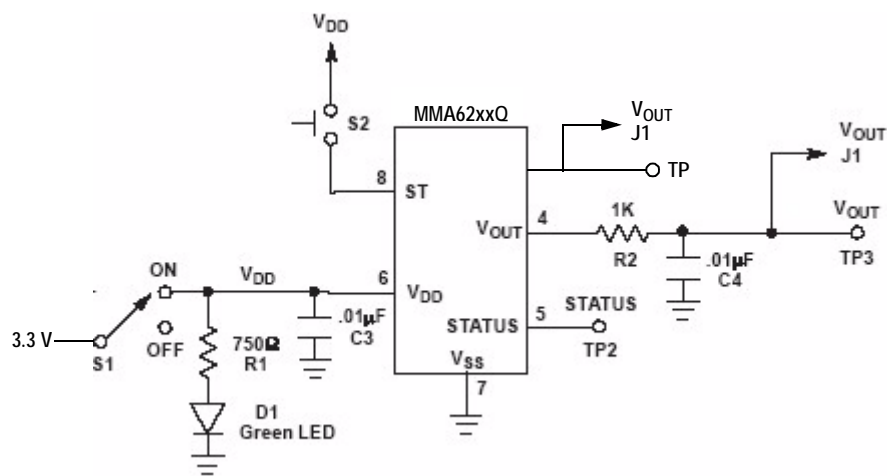 VDD
MMA62xxQ
S2
VOUT
J1
TP
VOUT
J1
8
ST
VOUT
4
1K
R2
.01µF
C4
VOUT
TP3
ON
VDD
6
VDD
.01µF
C3
STATUS
5
STATUS
TP2
3.3 V
S1
OFF
750Ω
R1
VSS
7
D1
Green LED